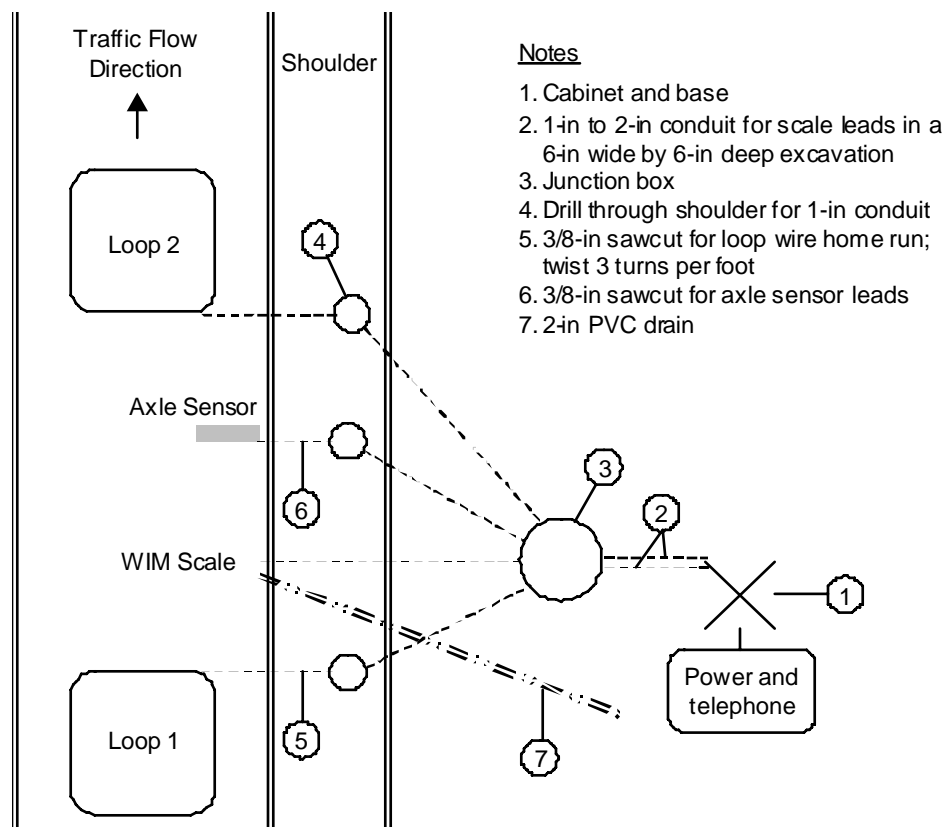 Traffic Flow
Direction
Shoulder
Loop 2
4
Axle Sensor
6
3
2
WIM Scale
1
Power and
telephone
5
Loop 1
7
Notes
1. Cabinet and base
2. 1-in to 2-in conduit for scale leads in a
6-in wide by 6-in deep excavation
3. Junction box
4. Drill through shoulder for 1-in conduit
5. 3/8-in sawcut for loop wire home run;
twist 3 turns per foot
6. 3/8-in sawcut for axle sensor leads
7. 2-in PVC drain